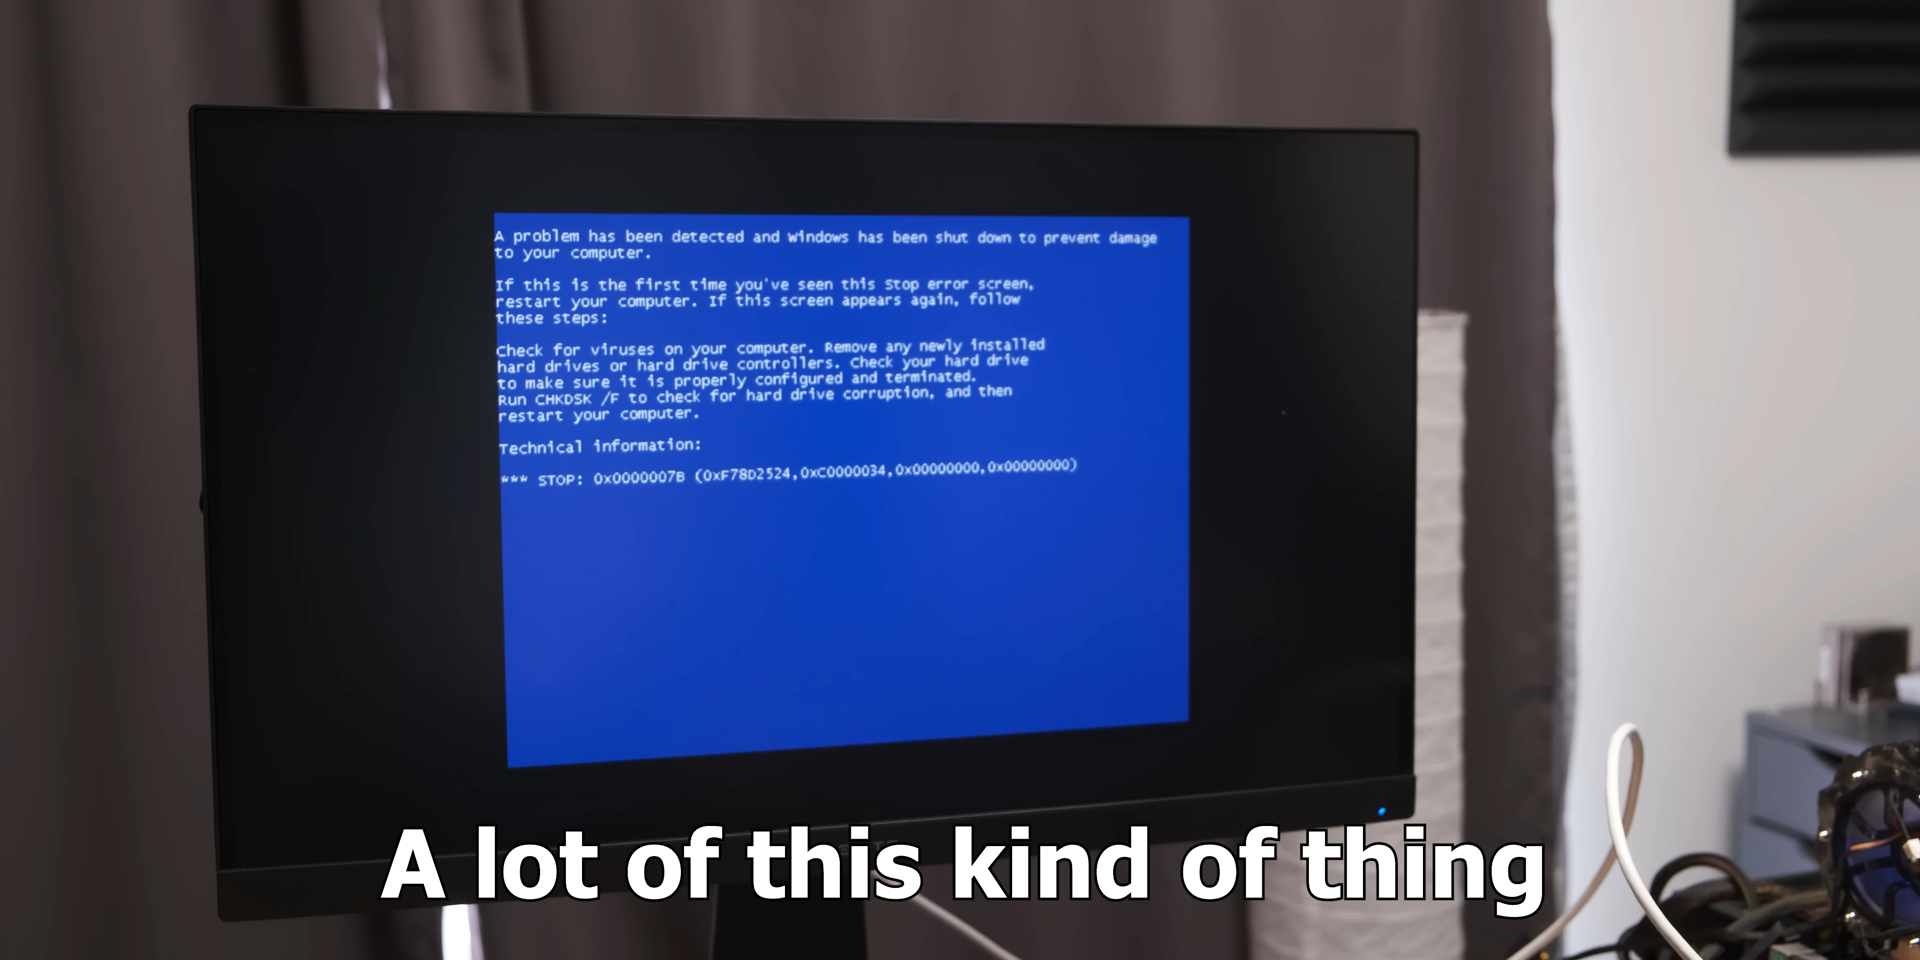 A problem has been detected and windows has been shut down to prevent damage
to your computer.
If this is the first time you've seen this Stop error screen,
restart your computer. If this screen appears again, follow
these steps:
Check for viruses on your computer. Remove any newly installed
hard drives or hard drive controllers. Check your hard drive
to make sure it is properly configured and terminated.
Run CHKDSK /F to check for hard drive corruption, and then
restart your computer.
Technical information:
*** STOP: 0x0000007B (0xF78D2524,0xC0000034,0x00000000,0x00000000)
A lot of this kind of thing